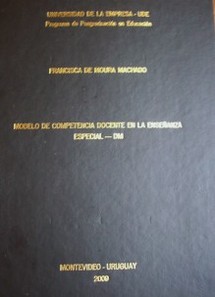 UNIVERSIDAD DE LA EMPRESA - UDE
Programa de Postgraduación en Educación
FRANCISCA DE MOURA MACHADO
MODELO DE COMPETENCIA DOCENTE EN LA ENSEÑANZA
ESPECIAL — DM
MONTEVIDEO - URUGUAY
2009